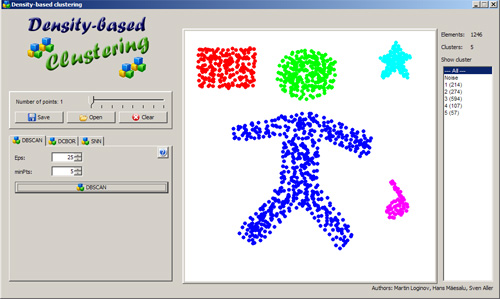 Density-based clustering
Density-based
Clustering
Number of points: 1
Save
Open
Clear
DBSCAN
DCBOR
SNN
Eps:
25
minPts:
5
DBSCAN
Elements: 1246
Clusters: 5
Show cluster
--- All ---
Noise
1 (214)
2 (274)
3 (594)
4 (107)
5 (57)
Authors: Martin Loginov, Hans Mäesalu, Sven Aller